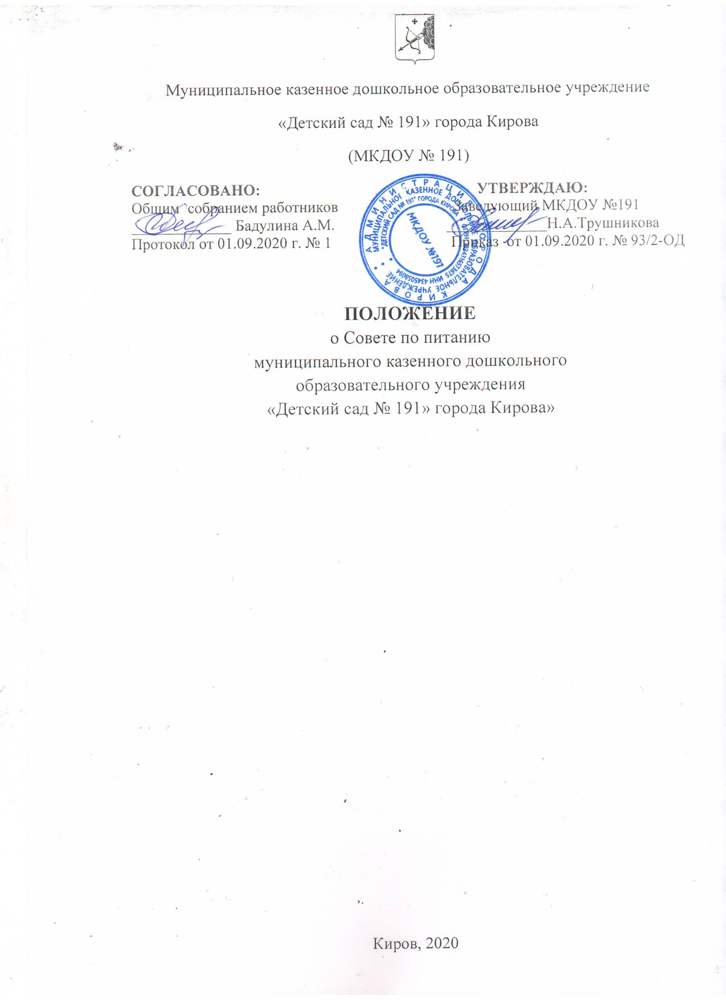 Муниципальное казенное дошкольное образовательное учреждение
«Детский сад № 191» города Кирова
(МКДОУ № 191)
СОГЛАСОВАНО:
Общим собранием работников
______________ Бадулина А.М.
Протокол от 01.09.2020 г. № 1
УТВЕРЖДАЮ:
Заведующий МКДОУ №191
______________Н.А.Трушникова
Приказ от 01.09.2020 г. № 93/2-ОД
АДМИНИСТРАЦИЯ ГОРОДА КИРОВА
МУНИЦИПАЛЬНОЕ КАЗЕННОЕ ДОШКОЛЬНОЕ ОБРАЗОВАТЕЛЬНОЕ УЧРЕЖДЕНИЕ
"ДЕТСКИЙ САД № 191" ГОРОДА КИРОВА * ОГРН ИНН 4345058094
МКДОУ №191
ПОЛОЖЕНИЕ
о Совете по питанию
муниципального казенного дошкольного
образовательного учреждения
«Детский сад № 191» города Кирова»
Киров, 2020